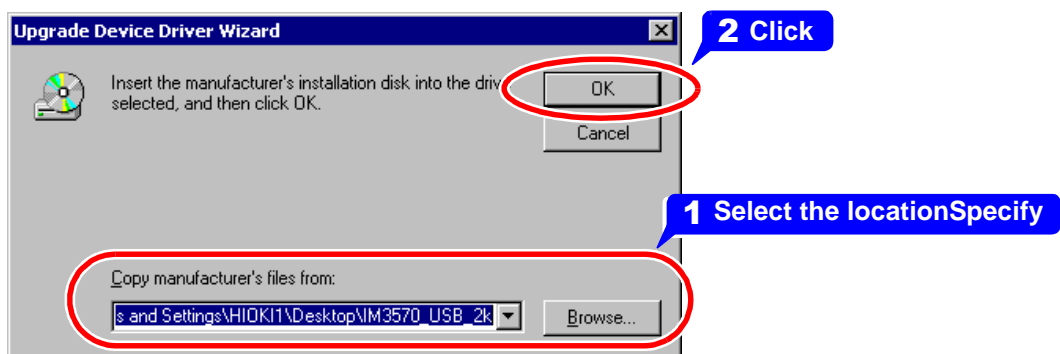 Upgrade Device Driver Wizard
2 Click
Insert the manufacturer's installation disk into the driv
selected, and then click OK.
OK
Cancel
1 Select the locationSpecify
Copy manufacturer's files from:
s and Settings\HIOKI1\Desktop\IM3570_USB_2k
Browse...